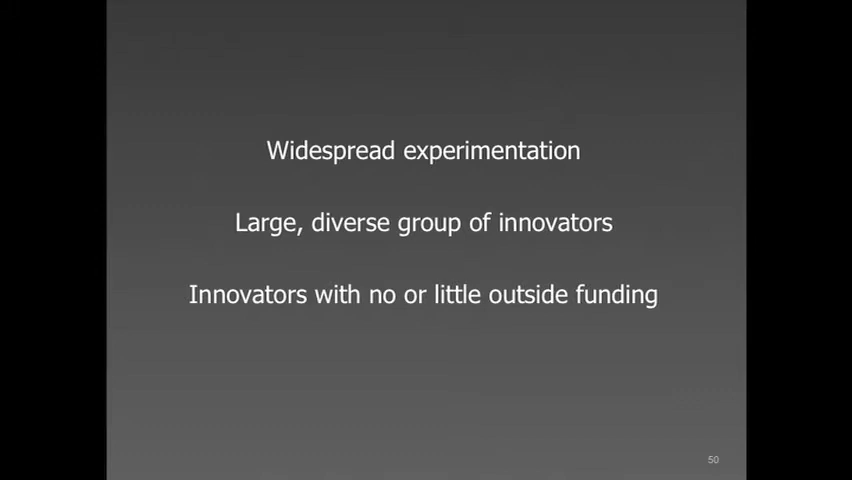 Widespread experimentation
Large, diverse group of innovators
Innovators with no or little outside funding
50